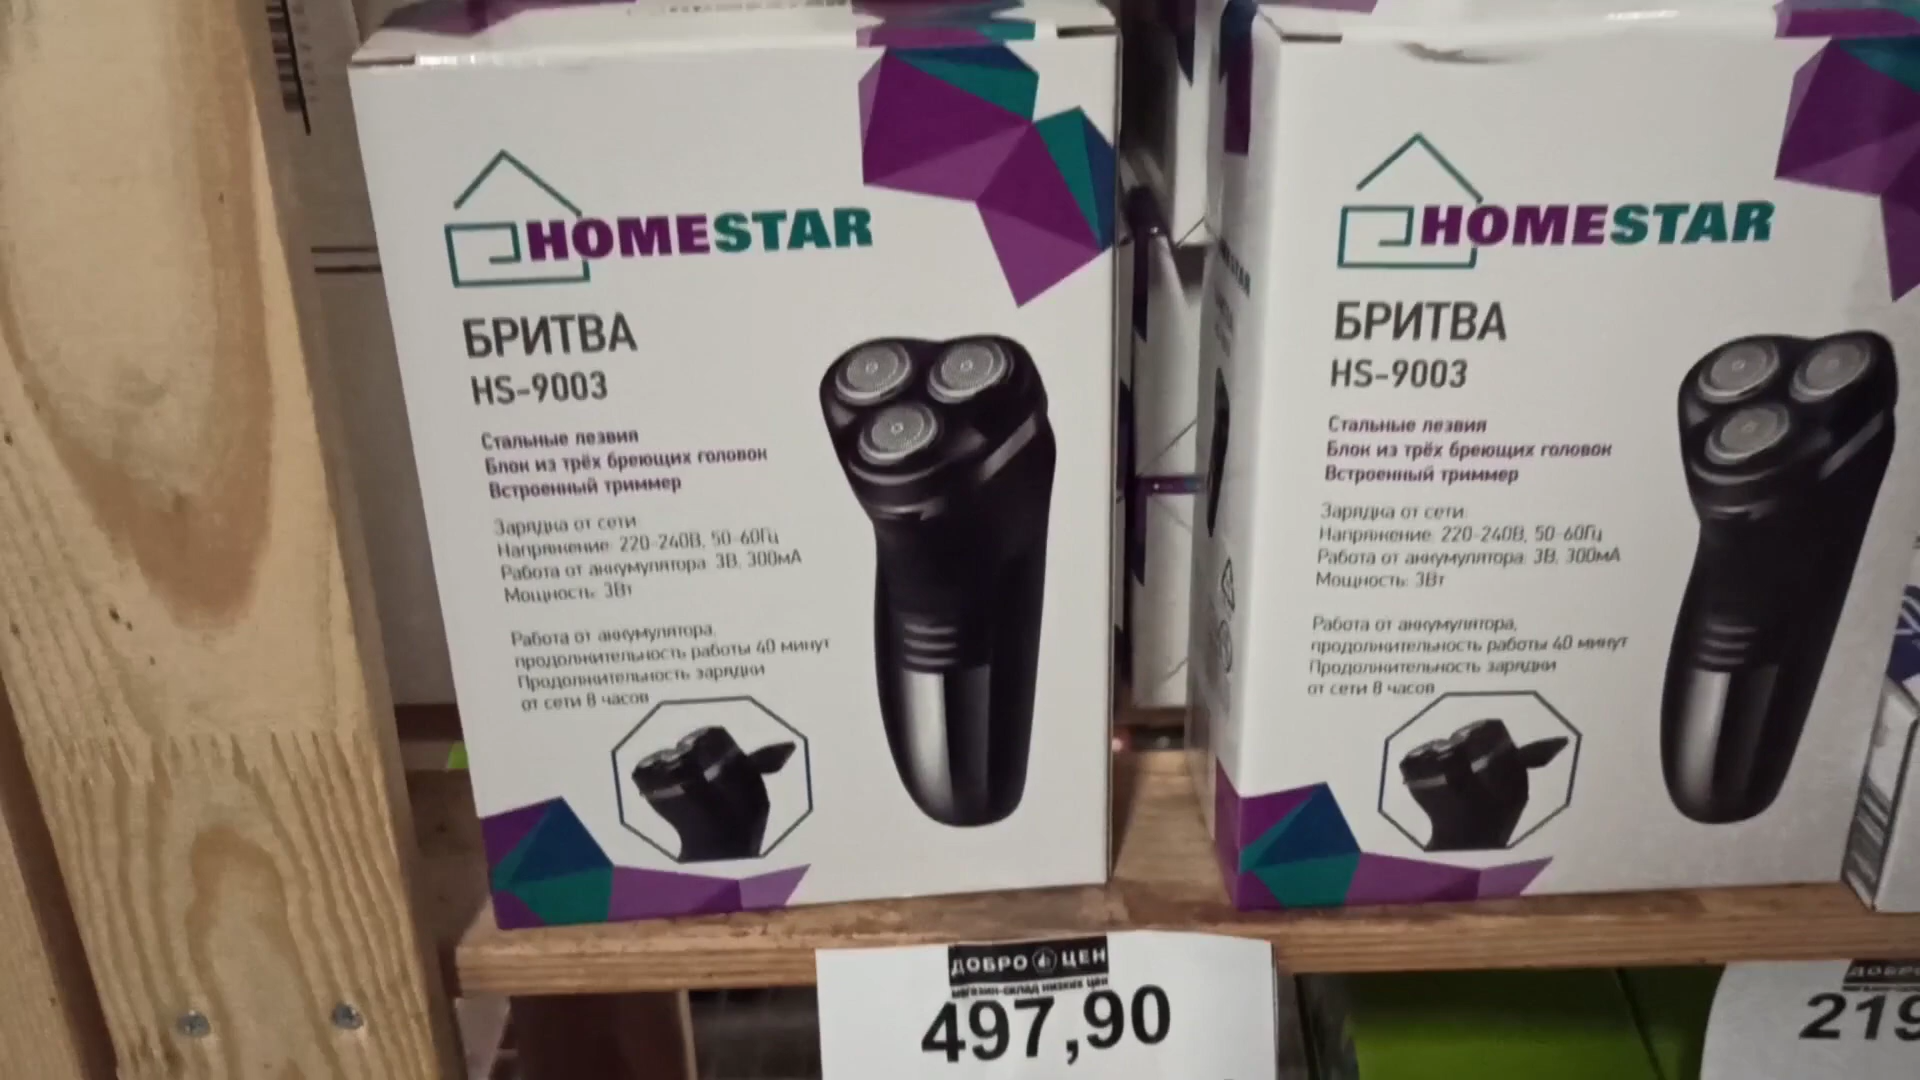 HOMESTAR
БРИТВА
HS-9003
Стальные лезвия
Блок из трёх бреющих головок
Встроенный триммер
Зарядка от сети
Напряжение: 220-240В, 50-60Гц
Работа от аккумулятора: 3В, 300мА
Мощность: 3Вт
Работа от аккумулятора,
продолжительность работы 40 минут
Продолжительность зарядки
от сети 8 часов
HOMESTAR
БРИТВА
HS-9003
Стальные лезвия
Блок из трёх бреющих головок
Встроенный триммер
Зарядка от сети:
Напряжение: 220-240В, 50-60Гц
Работа от аккумулятора: 3В, 300мА
Мощность: 3Вт
Работа от аккумулятора,
продолжительность работы 40 минут
Продолжительность зарядки
от сети 8 часов
ДОБРОЦЕН
магазин-склад низких цен
497,90
219